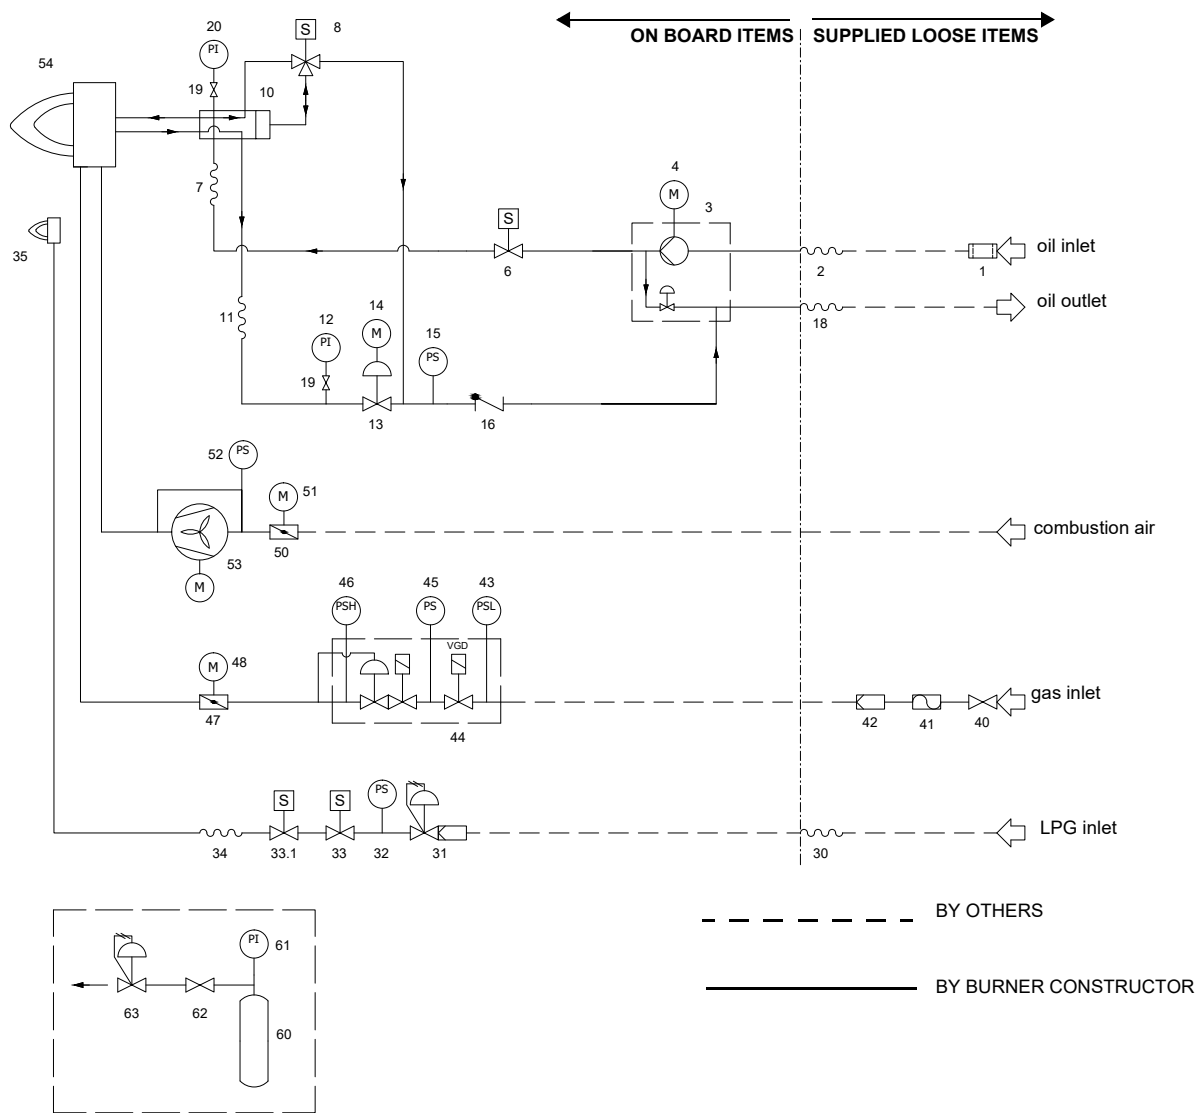 ON BOARD ITEMS SUPPLIED LOOSE ITEMS
20 S 8
PI
54
19 10
4
M
7 3
S
35 6 2 1 oil inlet
14
11 12 M 15 18 oil outlet
PI PS
19
13 16
52 PS
M 51
combustion air
53 50
M
46 45 43
PSH PS PSL
VGD
M 48
gas inlet
47 44 42 41 40
PS
S S
LPG inlet
34 33.1 33 32 31 30
BY OTHERS
PI 61
BY BURNER CONSTRUCTOR
63 62
60